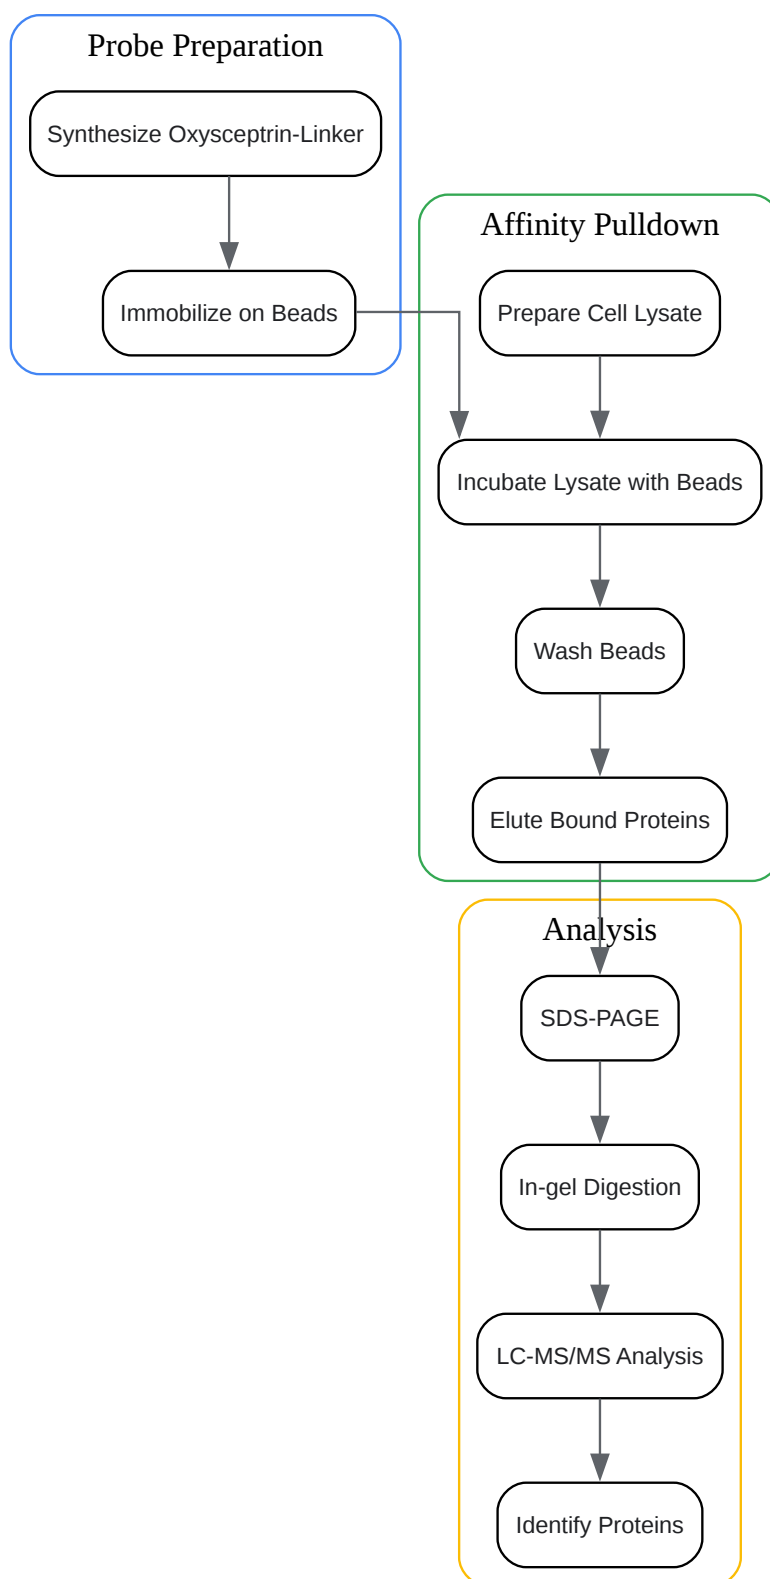 Probe Preparation
Synthesize Oxysceptrin-Linker
Immobilize on Beads
Affinity Pulldown
Prepare Cell Lysate
Incubate Lysate with Beads
Wash Beads
Elute Bound Proteins
Analysis
SDS-PAGE
In-gel Digestion
LC-MS/MS Analysis
Identify Proteins